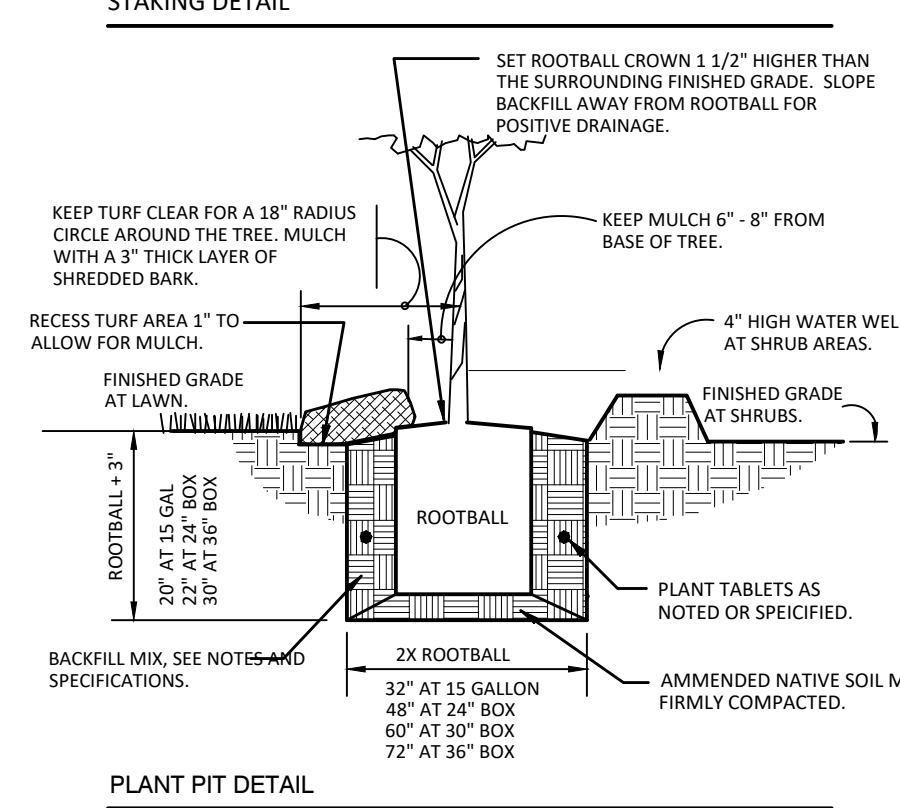 STAKING DETAIL
SET ROOTBALL CROWN 1 1/2" HIGHER THAN
THE SURROUNDING FINISHED GRADE. SLOPE
BACKFILL AWAY FROM ROOTBALL FOR
POSITIVE DRAINAGE.
KEEP TURF CLEAR FOR A 18" RADIUS
CIRCLE AROUND THE TREE. MULCH
WITH A 3" THICK LAYER OF
SHREDDED BARK.
KEEP MULCH 6" - 8" FROM
BASE OF TREE.
RECESS TURF AREA 1" TO
ALLOW FOR MULCH.
4" HIGH WATER WEL
AT SHRUB AREAS.
FINISHED GRADE
AT LAWN.
FINISHED GRADE
AT SHRUBS.
ROOTBALL + 3"
20" AT 15 GAL
22" AT 24" BOX
30" AT 36" BOX
ROOTBALL
PLANT TABLETS AS
NOTED OR SPEICIFIED.
BACKFILL MIX, SEE NOTES AND
SPECIFICATIONS.
2X ROOTBALL
32" AT 15 GALLON
48" AT 24" BOX
60" AT 30" BOX
72" AT 36" BOX
AMMENDED NATIVE SOIL M
FIRMLY COMPACTED.
PLANT PIT DETAIL